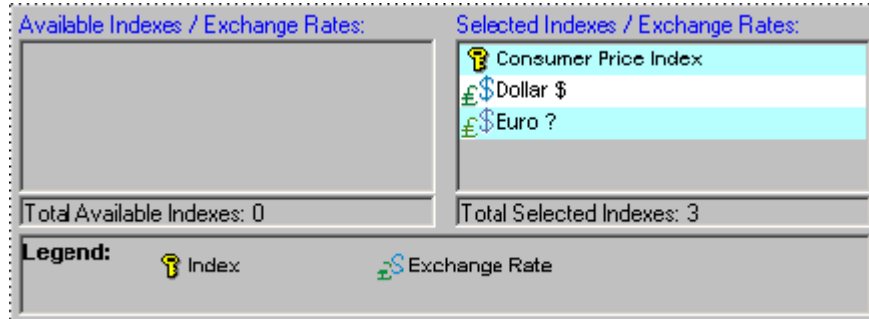 Available Indexes / Exchange Rates:
Selected Indexes / Exchange Rates:
Consumer Price Index
Dollar $
Euro ?
Total Available Indexes: 0
Total Selected Indexes: 3
Legend:
Index
Exchange Rate